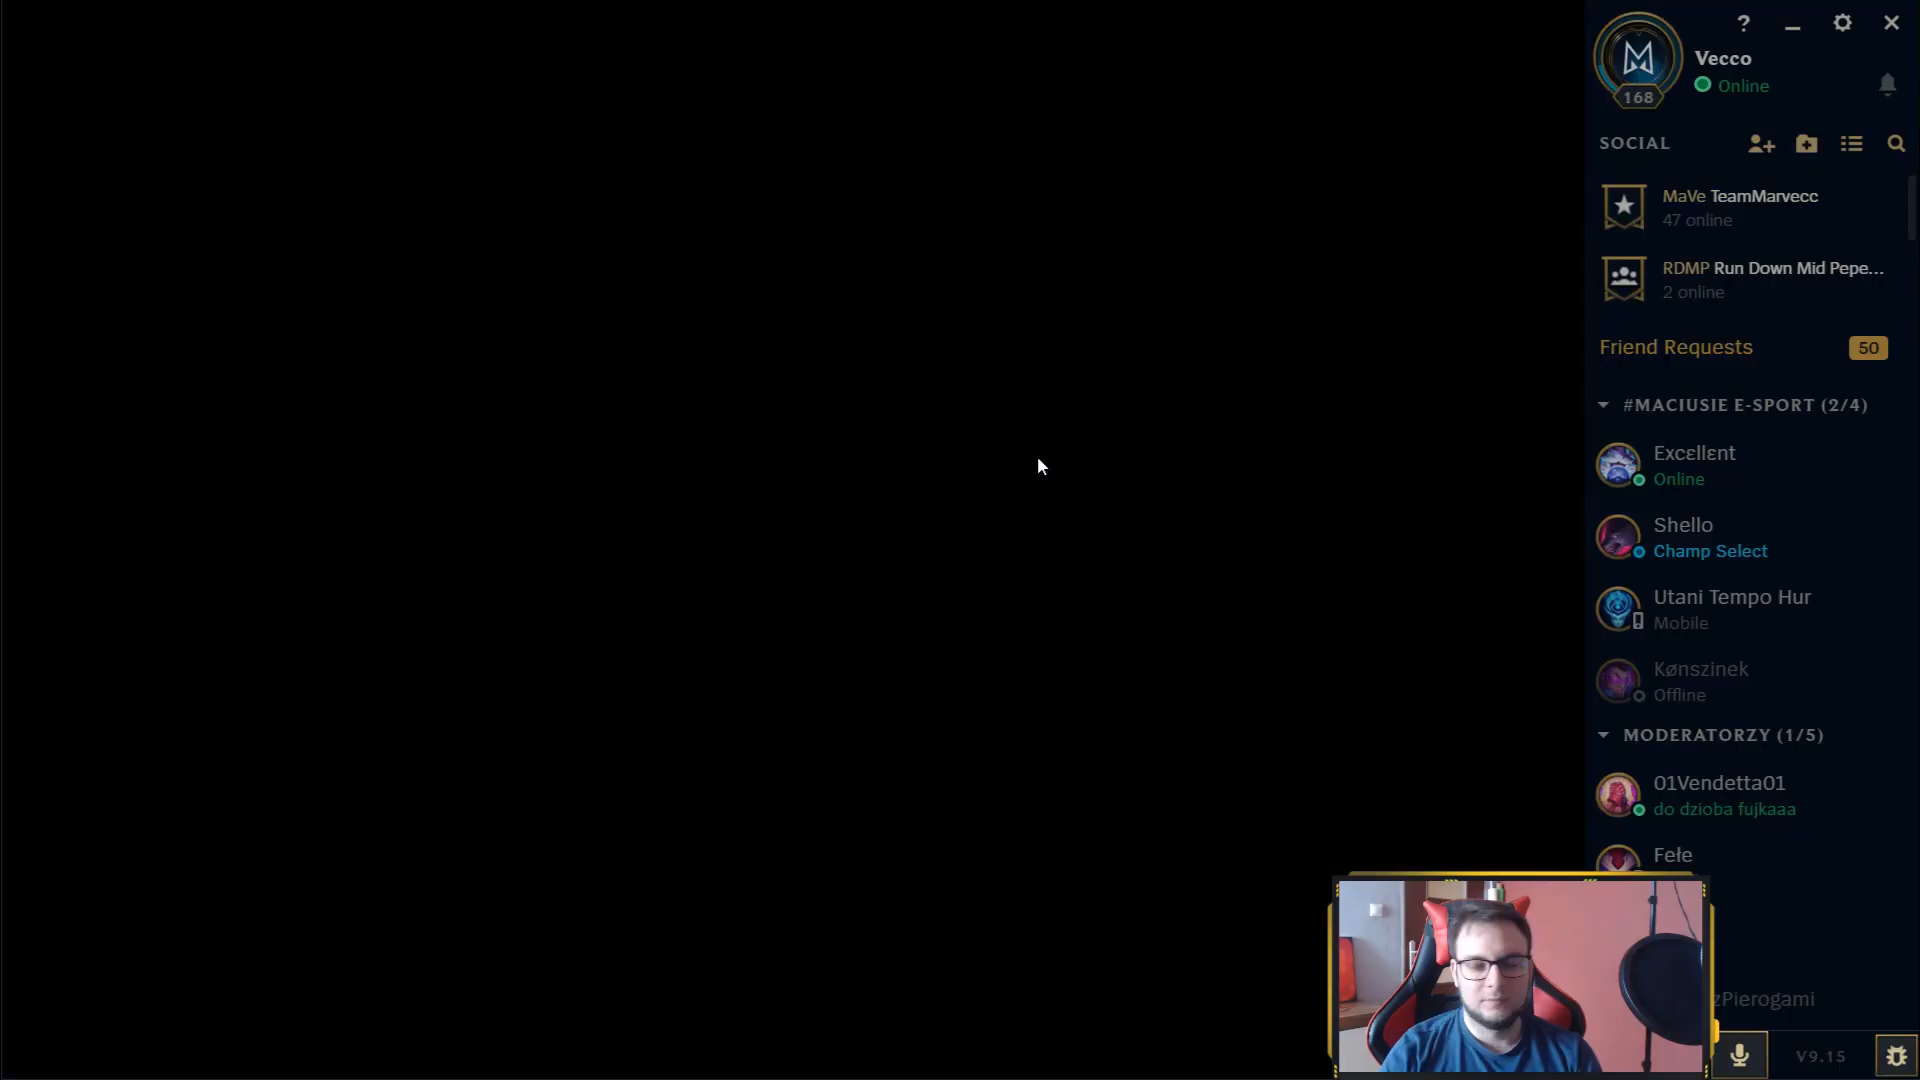 ?
Vecco
168
Online
SOCIAL
MaVe TeamMarvecc
47 online
RDMP Run Down Mid Pepe...
2 online
Friend Requests
50
#MACIUSIE E-SPORT (2/4)
Excεllεnt
Online
Shello
Champ Select
Utani Tempo Hur
Mobile
Kønszinek
Offline
MODERATORZY (1/5)
01Vendetta01
do dzioba fujkaaa
Fełe
zPierogami
V9.15